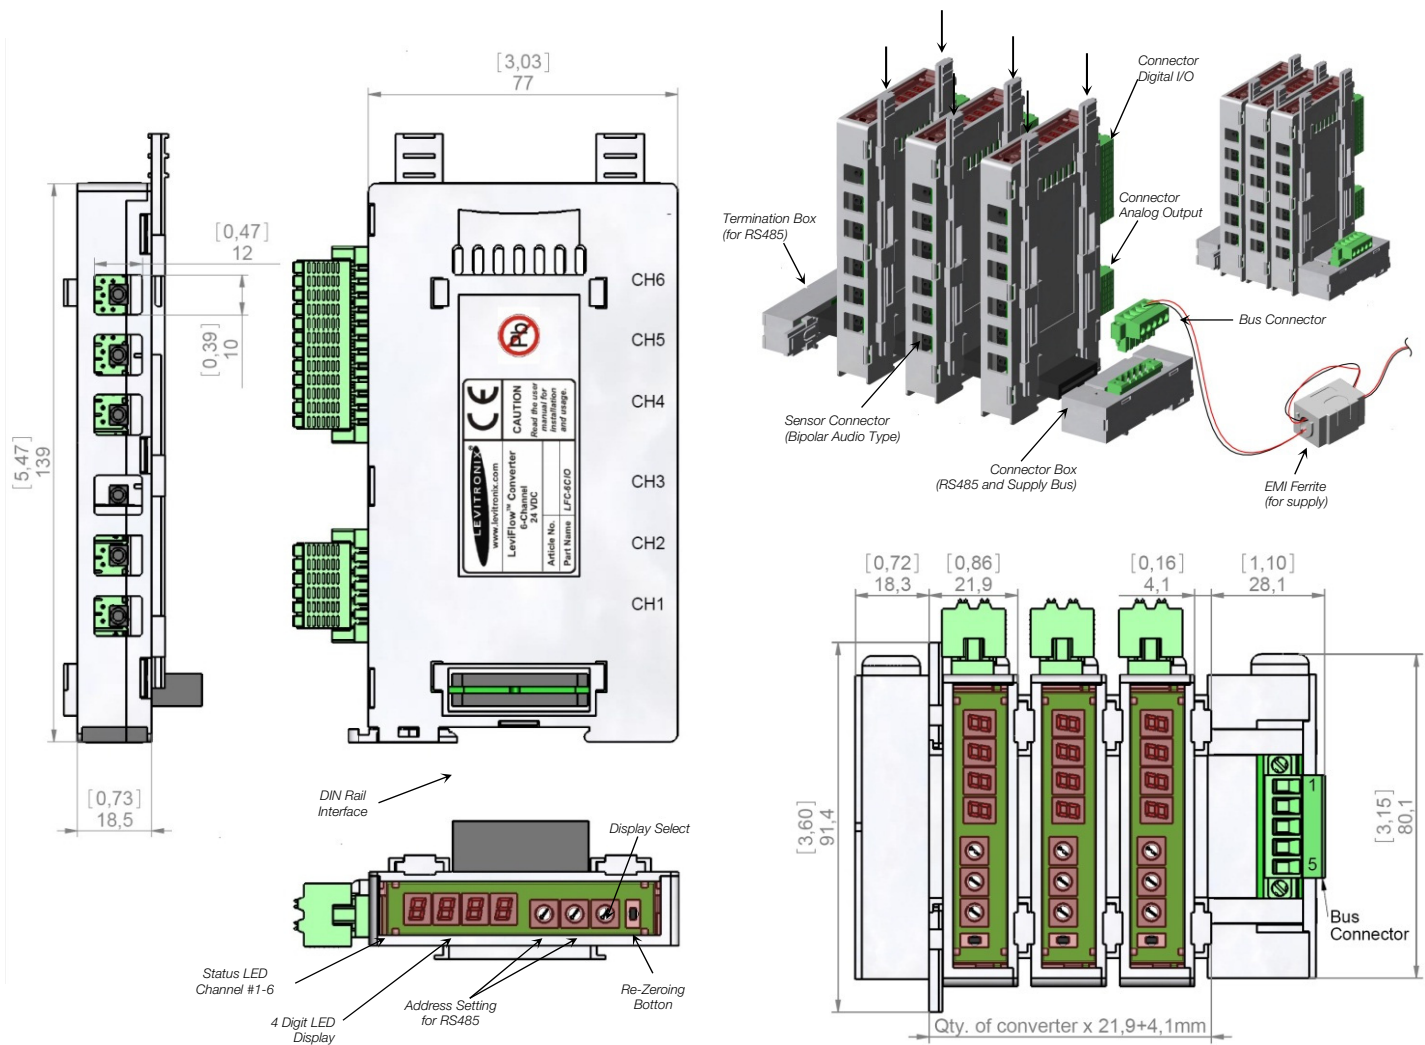 [3,03]
77
[0,47]
12
[0,39]
10
[5,47]
139
[0,73]
18,5
CH6
CH5
CH4
CH3
CH2
CH1
Pb
CE
CAUTION
Read the user
manual for
installation
and usage.
LEVITRONIX®
www.levitronix.com
LeviFlow™ Converter
6-Channel
24 VDC
Article No.
Part Name LFC-6CIO
DIN Rail
Interface
Display Select
Status LED
Channel #1-6
4 Digit LED
Display
Address Setting
for RS485
Re-Zeroing
Botton
Connector
Digital I/O
Connector
Analog Output
Termination Box
(for RS485)
Bus Connector
Sensor Connector
(Bipolar Audio Type)
Connector Box
(RS485 and Supply Bus)
EMI Ferrite
(for supply)
[0,72]
18,3
[0,86]
21,9
[0,16]
4,1
[1,10]
28,1
[3,60]
91,4
[3,15]
80,1
1
5
Bus
Connector
Qty. of converter x 21,9+4,1mm